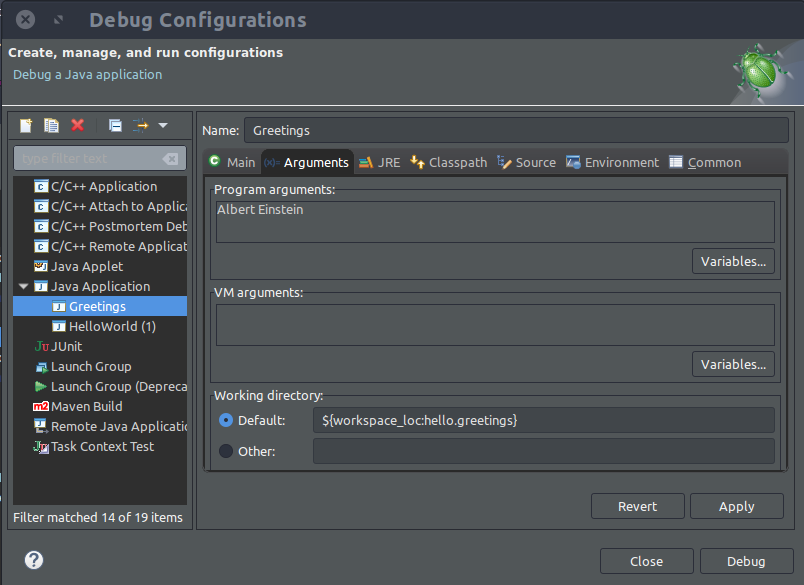 Debug Configurations
Create, manage, and run configurations
Debug a Java application
Name: Greetings
type filter text
Main Arguments JRE Classpath Source Environment Common
C/C++ Application
C/C++ Attach to Applica
C/C++ Postmortem Deb
C/C++ Remote Applicat
Java Applet
Java Application
Greetings
HelloWorld (1)
JUnit
Launch Group
Launch Group (Depreca
Maven Build
Remote Java Applicatio
Task Context Test
Filter matched 14 of 19 items
Program arguments:
Albert Einstein
Variables...
VM arguments:
Variables...
Working directory:
Default: ${workspace_loc:hello.greetings}
Other:
Revert Apply
Close Debug